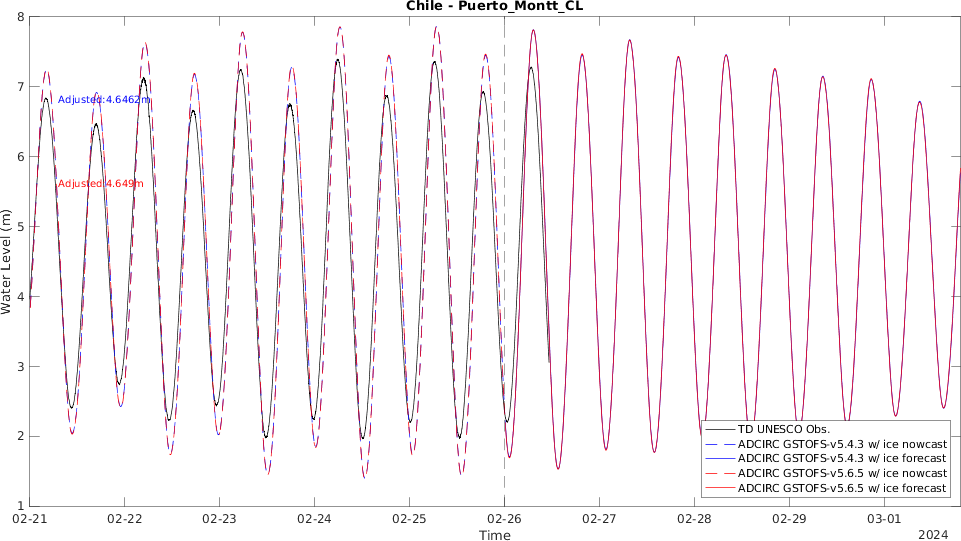 Chile - Puerto_Montt_CL
8
7
6
5
4
3
2
1
Water Level (m)
Adjusted:4.6462m
Adjusted:4.649m
TD UNESCO Obs.
ADCIRC GSTOFS-v5.4.3 w/ ice nowcast
ADCIRC GSTOFS-v5.4.3 w/ ice forecast
ADCIRC GSTOFS-v5.6.5 w/ ice nowcast
ADCIRC GSTOFS-v5.6.5 w/ ice forecast
02-21 02-22 02-23 02-24 02-25 02-26 02-27 02-28 02-29 03-01
Time
2024